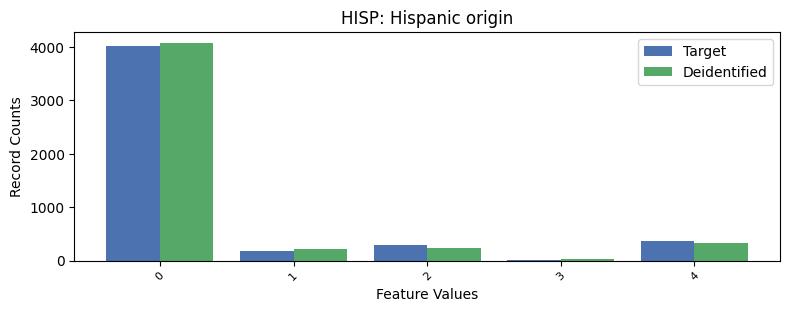 HISP: Hispanic origin
Target
Deidentified
Record Counts
4000
3000
2000
1000
0
0 1 2 3 4
Feature Values